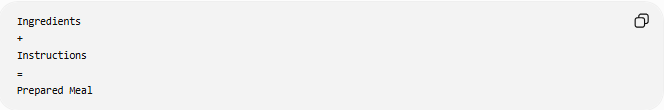 Ingredients
+
Instructions
=
Prepared Meal